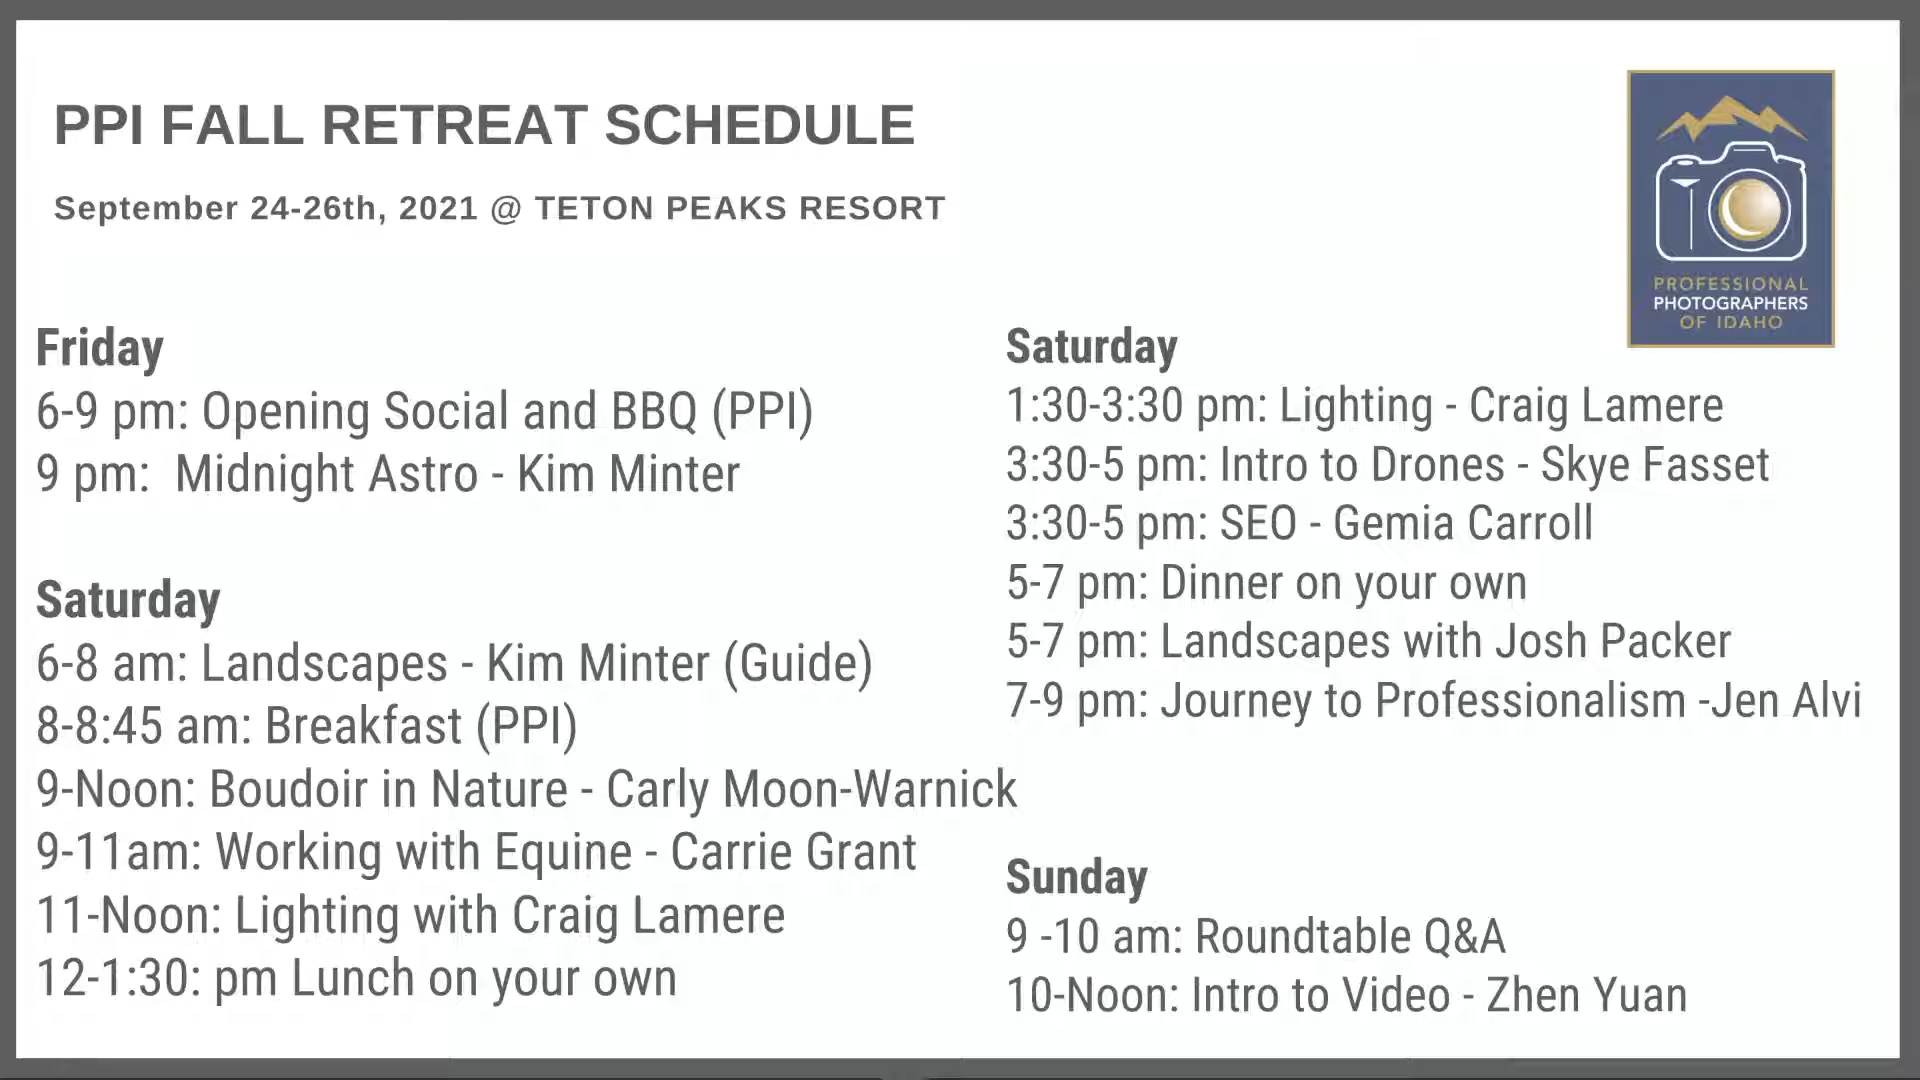 PPI FALL RETREAT SCHEDULE
September 24-26th, 2021 @ TETON PEAKS RESORT
PROFESSIONAL
PHOTOGRAPHERS
OF IDAHO
Friday
6-9 pm: Opening Social and BBQ (PPI)
9 pm:  Midnight Astro - Kim Minter
Saturday
6-8 am: Landscapes - Kim Minter (Guide)
8-8:45 am: Breakfast (PPI)
9-Noon: Boudoir in Nature - Carly Moon-Warnick
9-11am: Working with Equine - Carrie Grant
11-Noon: Lighting with Craig Lamere
12-1:30: pm Lunch on your own
Saturday
1:30-3:30 pm: Lighting - Craig Lamere
3:30-5 pm: Intro to Drones - Skye Fasset
3:30-5 pm: SEO - Gemia Carroll
5-7 pm: Dinner on your own
5-7 pm: Landscapes with Josh Packer
7-9 pm: Journey to Professionalism -Jen Alvi
Sunday
9 -10 am: Roundtable Q&A
10-Noon: Intro to Video - Zhen Yuan